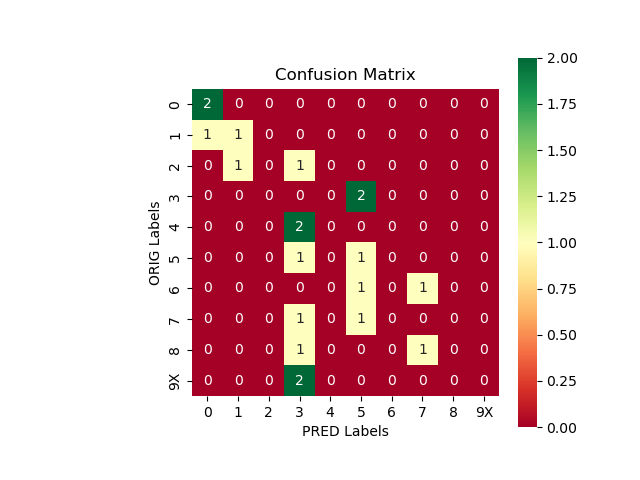 Confusion Matrix
2.00
0 2 0 0 0 0 0 0 0 0 0
1.75
1 1 1 0 0 0 0 0 0 0 0
1.50
2 0 1 0 1 0 0 0 0 0 0
3 0 0 0 0 0 2 0 0 0 0
1.25
4 0 0 0 2 0 0 0 0 0 0
ORIG Labels
1.00
5 0 0 0 1 0 1 0 0 0 0
6 0 0 0 0 0 1 0 1 0 0
0.75
7 0 0 0 1 0 1 0 0 0 0
0.50
8 0 0 0 1 0 0 0 1 0 0
9X 0 0 0 2 0 0 0 0 0 0
0.25
0 1 2 3 4 5 6 7 8 9X
0.00
PRED Labels